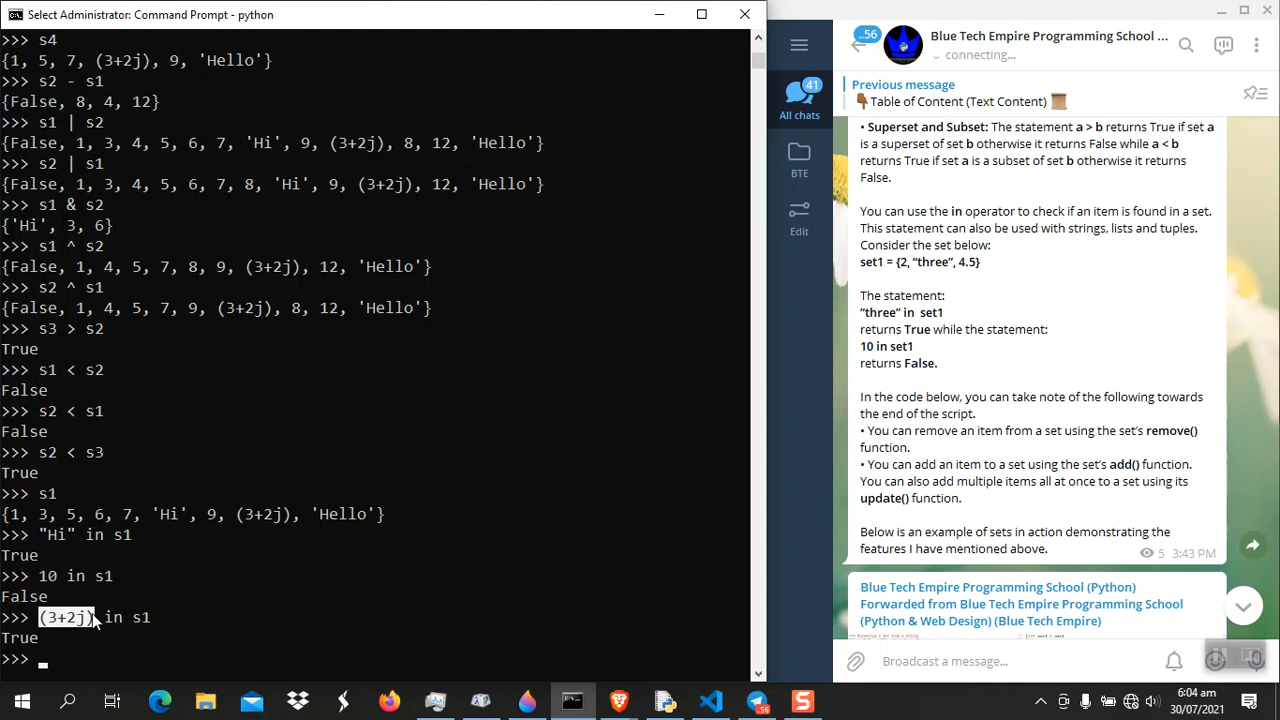 Select Administrator: Command Prompt - python
>>> s4
{1, 5, 7, (3+2j), 9, 'Hello'}
>>> s2 - s1
{False, 8, 4, 12}
>>> s1 | s2
{False, 1, 3, 4, 5, 6, 7, 'Hi', 9, (3+2j), 8, 12, 'Hello'}
>>> s2 | s1
{False, 1, 3, 4, 5, 6, 7, 8, 'Hi', 9, (3+2j), 12, 'Hello'}
>>> s1 & s2
{'Hi', 3, 6}
>>> s1 ^ s2
{False, 1, 4, 5, 7, 8, 9, (3+2j), 12, 'Hello'}
>>> s2 ^ s1
{False, 1, 4, 5, 7, 9, (3+2j), 8, 12, 'Hello'}
>>> s3 > s2
True
>>> s1 < s2
False
>>> s2 < s1
False
>>> s2 < s3
True
>>> s1
{1, 3, 5, 6, 7, 'Hi', 9, (3+2j), 'Hello'}
>>> "Hi" in s1
True
>>> 10 in s1
False
>>> (3+2j) in s1
True
>>>
41
All chats
BTE
Edit
..56
Blue Tech Empire Programming School ...
connecting...
Previous message
Table of Content (Text Content)
• Superset and Subset: The statement a > b returns True if set a
is a superset of set b otherwise it returns False while a < b
returns True if set a is a subset of set b otherwise it returns
False.
You can use the in operator to check if an item is found in a set.
This statement can also be used with strings, lists and tuples.
Consider the set below:
set1 = {2, “three”, 4.5}
The statement:
“three” in  set1
returns True while the statement:
10 in set1
returns False.
In the code below, you can take note of the following towards
the end of the script.
• You can remove an item from a set using the set’s remove()
function.
• You can add an item to a set using the set’s add() function.
You can also add multiple items all at once to a set using its
update() function.
Below is an example of sets in action demonstrating the
features I have mentioned above.
5 3:43 PM
Blue Tech Empire Programming School (Python)
Forwarded from Blue Tech Empire Programming School
(Python & Web Design) (Blue Tech Empire)
Broadcast a message...
56
6:04 am
30/07/2021